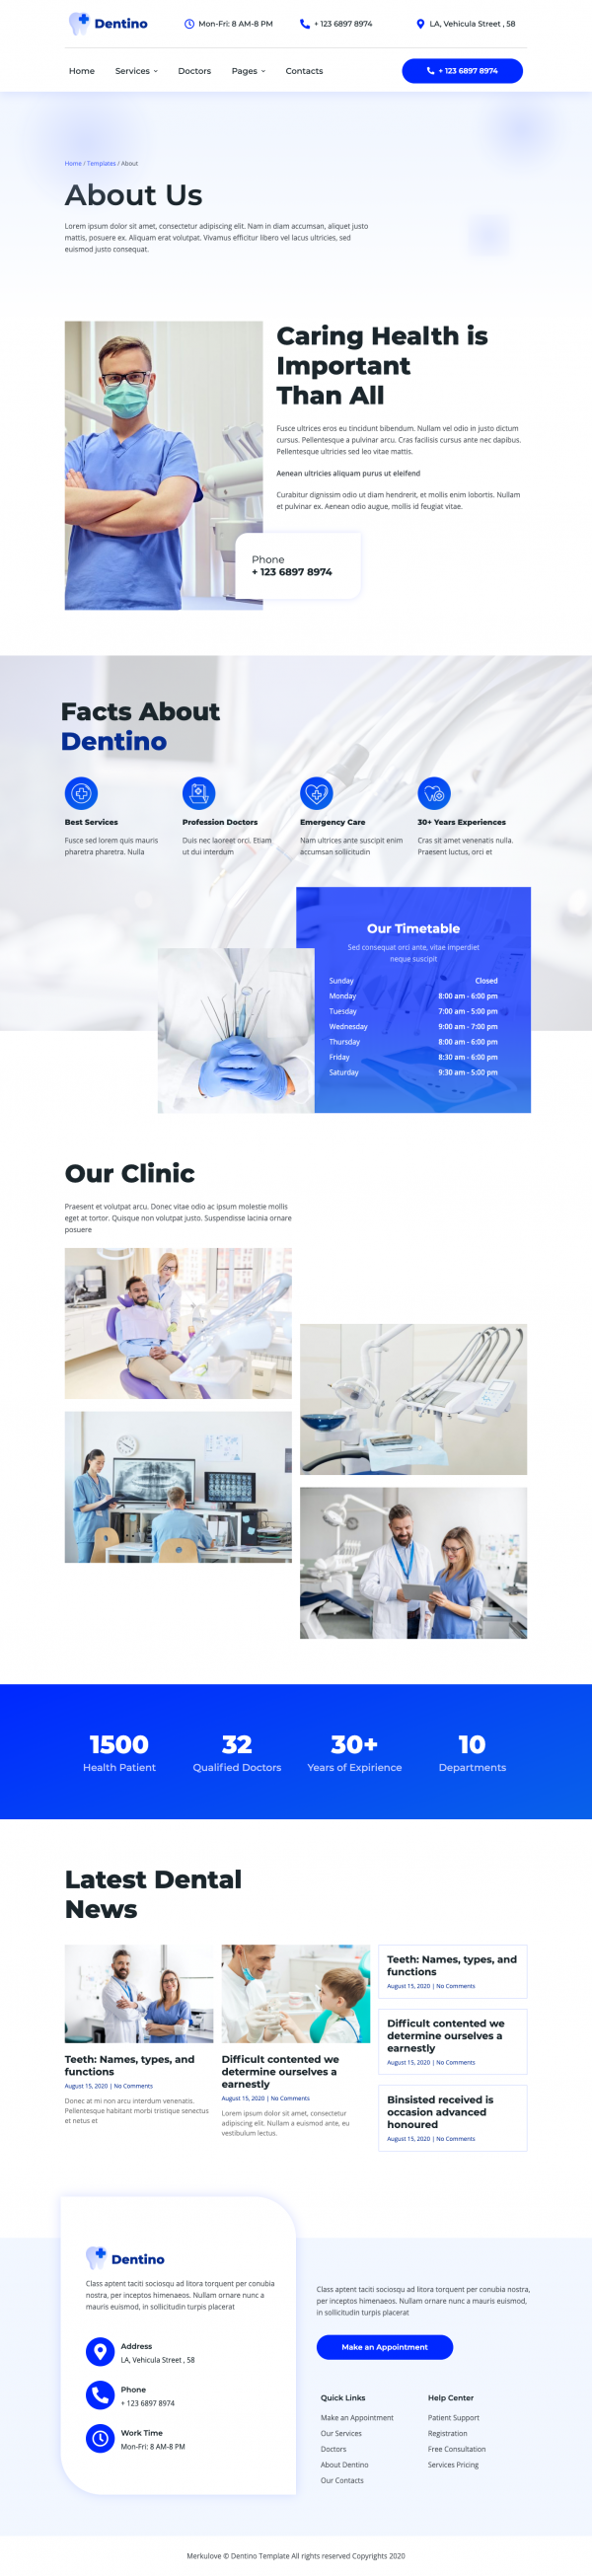 Dentino
Mon-Fri: 8 AM-8 PM
+ 123 6897 8974
LA, Vehicula Street , 58
Home
Services
Doctors
Pages
Contacts
+ 123 6897 8974
Home / Templates / About
About Us
Lorem ipsum dolor sit amet, consectetur adipiscing elit. Nam in diam accumsan, aliquet justo
mattis, posuere ex. Aliquam erat volutpat. Vivamus efficitur libero vel lacus ultricies, sed
euismod justo consequat.
Caring Health is
Important
Than All
Fusce ultrices eros eu tincidunt bibendum. Nullam vel odio in justo dictum
cursus. Pellentesque a pulvinar arcu. Cras facilisis cursus ante nec dapibus.
Pellentesque ultricies sed leo vitae mattis.
Aenean ultricies aliquam purus ut eleifend
Curabitur dignissim odio ut diam hendrerit, et mollis enim lobortis. Nullam
et pulvinar ex. Aenean odio augue, mollis id feugiat vitae.
Phone
+ 123 6897 8974
Facts About
Dentino
Best Services
Fusce sed lorem quis mauris
pharetra pharetra. Nulla
Profession Doctors
Duis nec laoreet orci. Etiam
ut dui interdum
Emergency Care
Nam ultrices ante suscipit enim
accumsan sollicitudin
30+ Years Experiences
Cras sit amet venenatis nulla.
Praesent luctus, orci et
Our Timetable
Sed consequat orci ante, vitae imperdiet
neque suscipit
Sunday Closed
Monday 8:00 am - 6:00 pm
Tuesday 7:00 am - 5:00 pm
Wednesday 9:00 am - 7:00 pm
Thursday 8:00 am - 6:00 pm
Friday 8:30 am - 6:00 pm
Saturday 9:30 am - 5:00 pm
Our Clinic
Praesent et volutpat arcu. Donec vitae odio ac ipsum molestie mollis
eget at tortor. Quisque non volutpat justo. Suspendisse lacinia ornare
posuere
1500
Health Patient
32
Qualified Doctors
30+
Years of Expirience
10
Departments
Latest Dental
News
Teeth: Names, types, and
functions
August 15, 2020 | No Comments
Donec at mi non arcu interdum venenatis.
Pellentesque habitant morbi tristique senectus
et netus et
Difficult contented we
determine ourselves a
earnestly
August 15, 2020 | No Comments
Lorem ipsum dolor sit amet, consectetur
adipiscing elit. Nullam a euismod ante, eu
vestibulum lectus.
Teeth: Names, types, and
functions
August 15, 2020 | No Comments
Difficult contented we
determine ourselves a
earnestly
August 15, 2020 | No Comments
Binsisted received is
occasion advanced
honoured
August 15, 2020 | No Comments
Dentino
Class aptent taciti sociosqu ad litora torquent per conubia
nostra, per inceptos himenaeos. Nullam ornare nunc a
mauris euismod, in sollicitudin turpis placerat
Address
LA, Vehicula Street , 58
Phone
+ 123 6897 8974
Work Time
Mon-Fri: 8 AM-8 PM
Class aptent taciti sociosqu ad litora torquent per conubia nostra,
per inceptos himenaeos. Nullam ornare nunc a mauris euismod,
in sollicitudin turpis placerat
Make an Appointment
Quick Links
Make an Appointment
Our Services
Doctors
About Dentino
Our Contacts
Help Center
Patient Support
Registration
Free Consultation
Services Pricing
Merkulove © Dentino Template All rights reserved Copyrights 2020